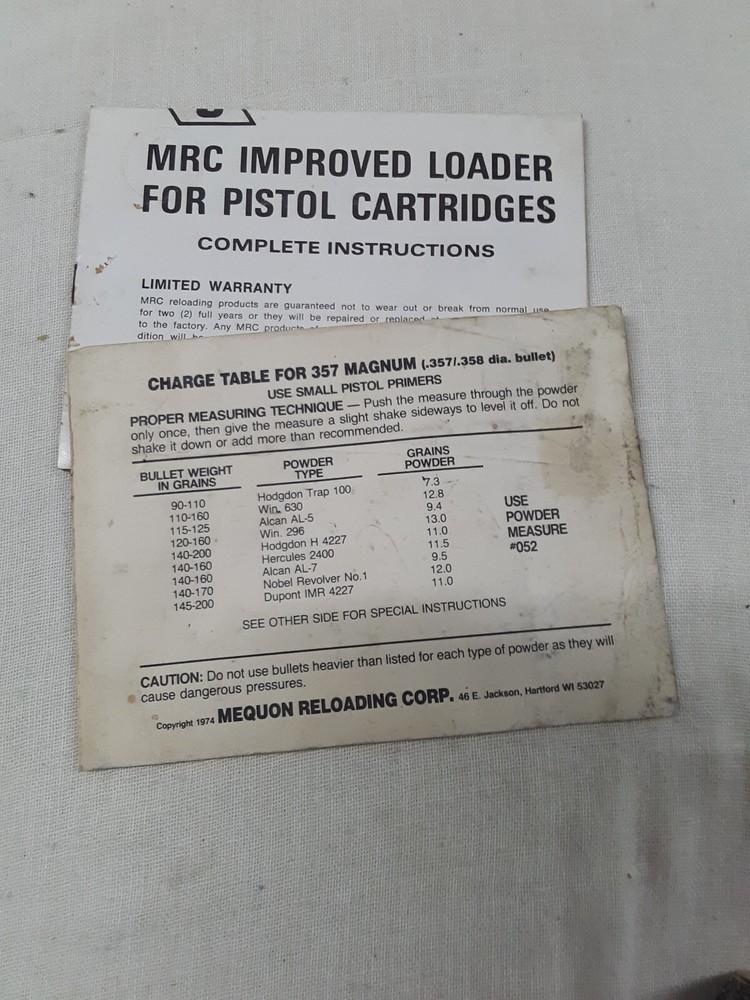 MRC IMPROVED LOADER
FOR PISTOL CARTRIDGES
COMPLETE INSTRUCTIONS
LIMITED WARRANTY
MRC reloading products are guaranteed not to wear out or break from normal use
for two (2) full years or they will be repaired or replaced
to the factory. Any MRC products
dition will be
CHARGE TABLE FOR 357 MAGNUM (.357/.358 dia. bullet)
USE SMALL PISTOL PRIMERS
PROPER MEASURING TECHNIQUE — Push the measure through the powder
only once, then give the measure a slight shake sideways to level it off. Do not
shake it down or add more than recommended.
BULLET WEIGHT IN GRAINS POWDER TYPE GRAINS POWDER
90-110 Hodgdon Trap 100 7.3
110-160 Win. 630 12.8
115-125 Alcan AL-5 9.4
120-160 Win. 296 13.0
140-200 Hodgdon H 4227 11.0
140-160 Hercules 2400 11.5
140-160 Alcan AL-7 9.5
140-170 Nobel Revolver No.1 12.0
145-200 Dupont IMR 4227 11.0
USE
POWDER
MEASURE
#052
SEE OTHER SIDE FOR SPECIAL INSTRUCTIONS
CAUTION: Do not use bullets heavier than listed for each type of powder as they will
cause dangerous pressures.
Copyright 1974 MEQUON RELOADING CORP. 46 E. Jackson, Hartford WI 53027